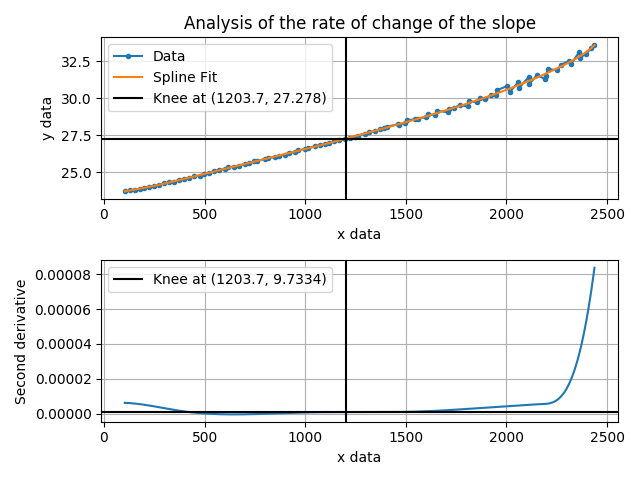 Analysis of the rate of change of the slope
Data
Spline Fit
Knee at (1203.7, 27.278)
32.5
30.0
27.5
25.0
y data
0 500 1000 1500 2000 2500
x data
Knee at (1203.7, 9.7334)
0.00008
0.00006
0.00004
0.00002
0.00000
Second derivative
0 500 1000 1500 2000 2500
x data